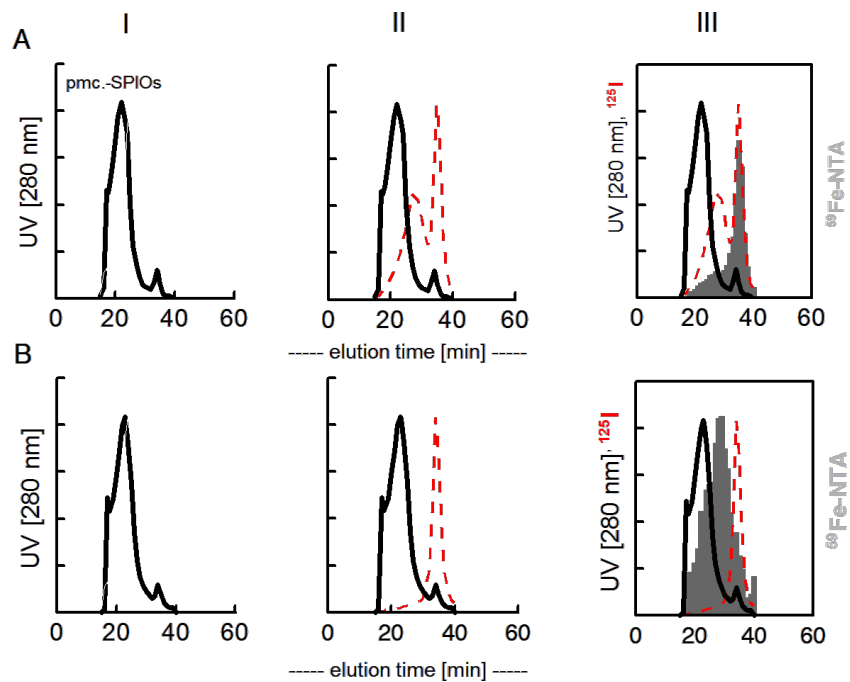 I II III
A
pmc.-SPIOs
UV [280 nm]
UV [280 nm], 125I
59Fe-NTA
0 20 40 60
0 20 40 60
0 20 40 60
----- elution time [min] -----
B
UV [280 nm]
UV [280 nm], 125I
59Fe-NTA
0 20 40 60
0 20 40 60
0 20 40 60
----- elution time [min] -----